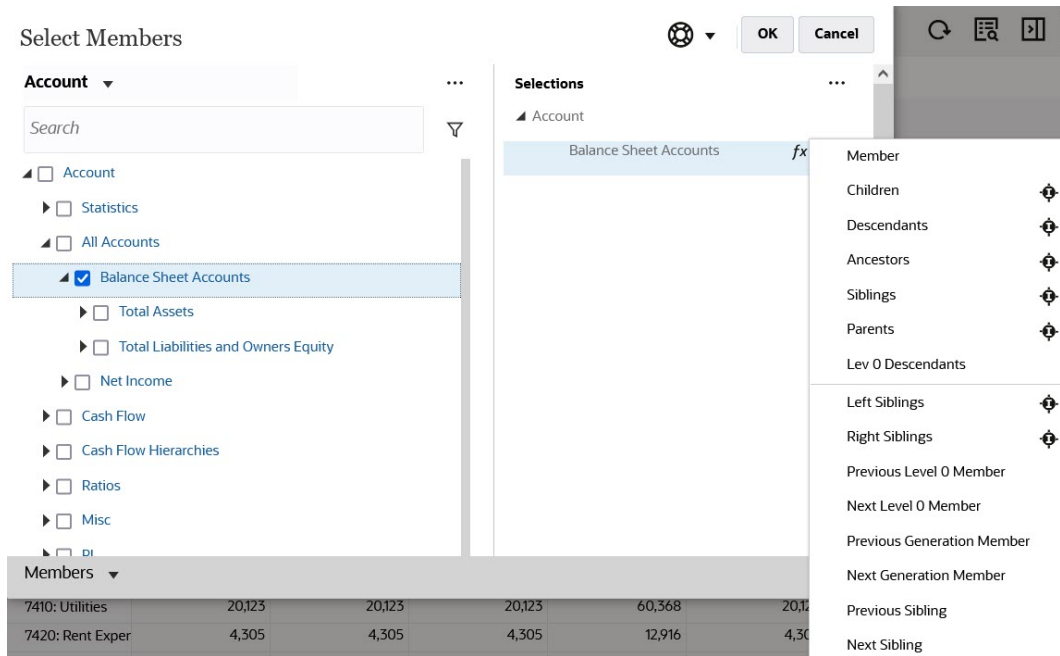 Select Members
OK
Cancel
Account
...
Search
Account
Statistics
All Accounts
Balance Sheet Accounts
Total Assets
Total Liabilities and Owners Equity
Net Income
Cash Flow
Cash Flow Hierarchies
Ratios
Misc
Members
Selections
...
Account
Balance Sheet Accounts fx
Member
Children
Descendants
Ancestors
Siblings
Parents
Lev 0 Descendants
Left Siblings
Right Siblings
Previous Level 0 Member
Next Level 0 Member
Previous Generation Member
Next Generation Member
Previous Sibling
Next Sibling
7410: Utilities 20,123 20,123 20,123 60,368
7420: Rent Exper 4,305 4,305 4,305 12,916